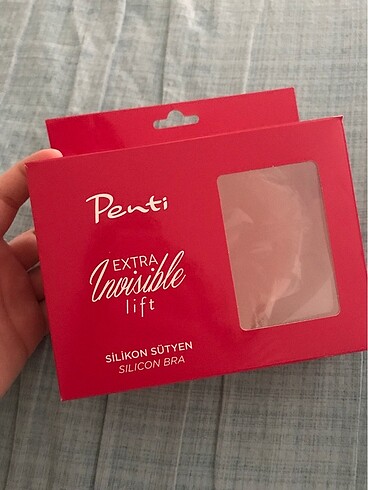 Penti
EXTRA
Invisible
lift
SİLİKON SÜTYEN
SILICON BRA